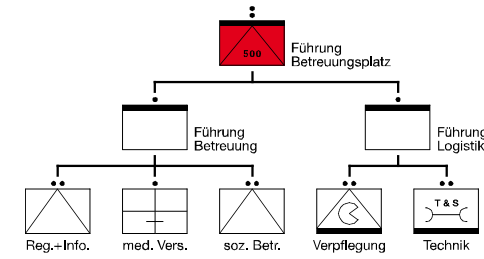 500
Führung
Betreuungsplatz
Führung
Betreuung
Führung
Logistik
T & S
Reg.+Info.
med. Vers.
soz. Betr.
Verpflegung
Technik